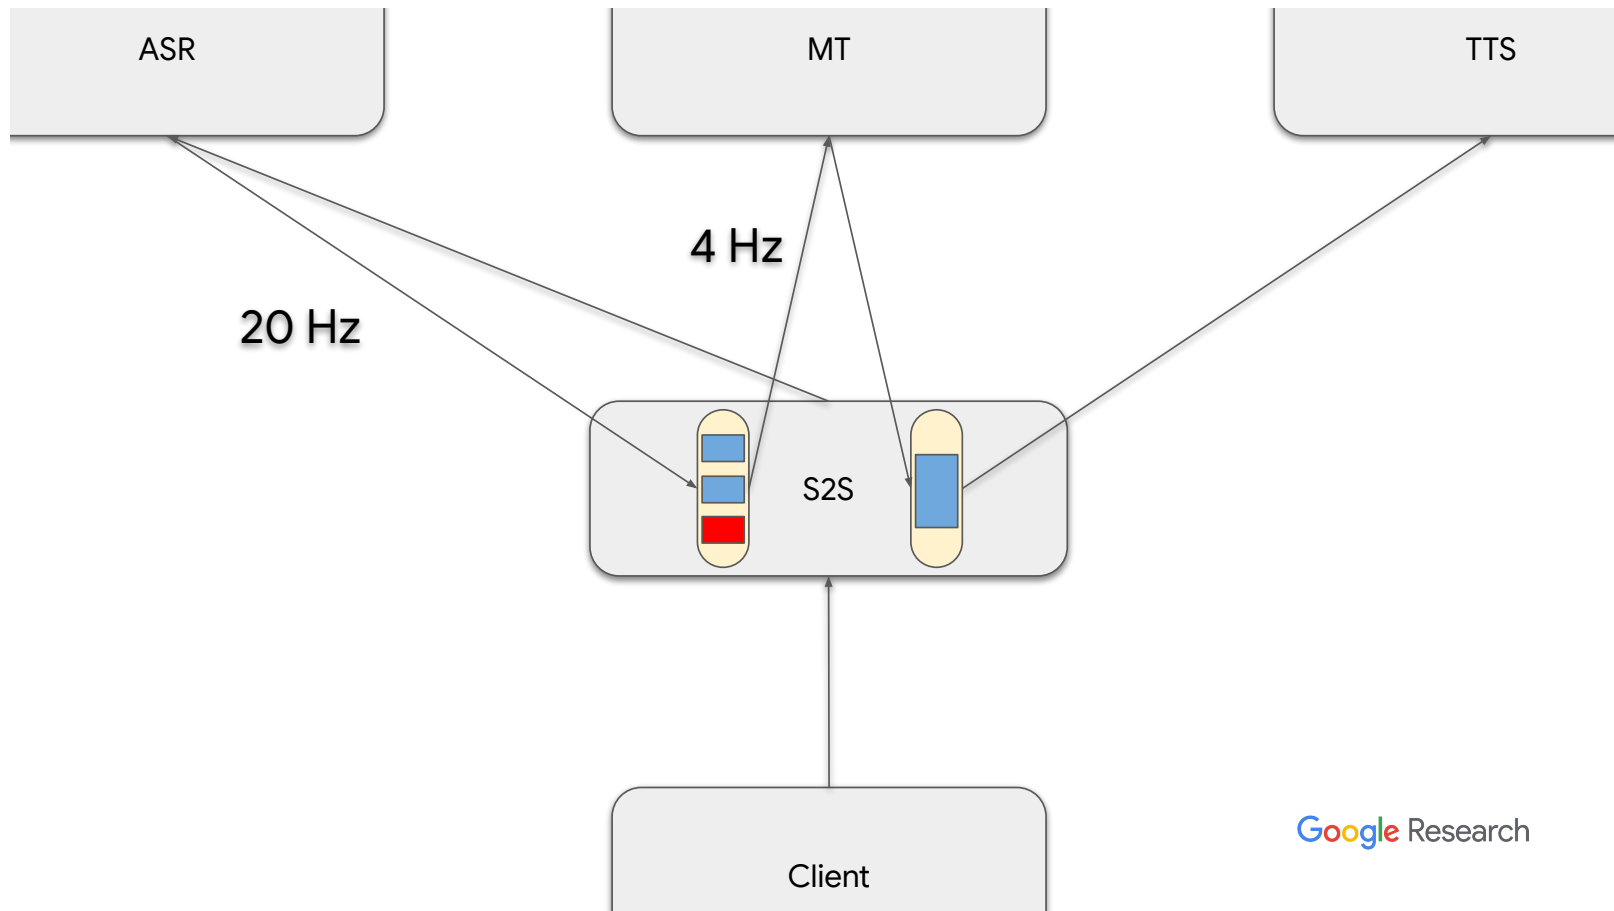 ASR
MT
TTS
4 Hz
20 Hz
S2S
Client
Google Research